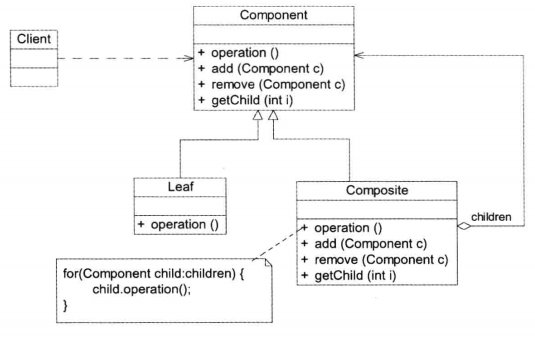 Component
Client
+ operation ()
+ add (Component c)
+ remove (Component c)
+ getChild (int i)
Leaf
+ operation ()
Composite
+ operation ()
+ add (Component c)
+ remove (Component c)
+ getChild (int i)
children
for(Component child:children) {
child.operation();
}